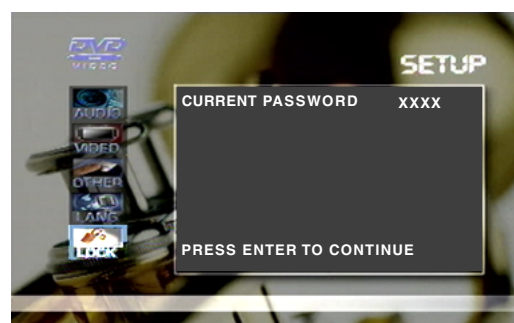 DVD
VIDEO
SETUP
CURRENT PASSWORD XXXX
AUDIO
VIDEO
OTHER
LANG
LOCK
PRESS ENTER TO CONTINUE